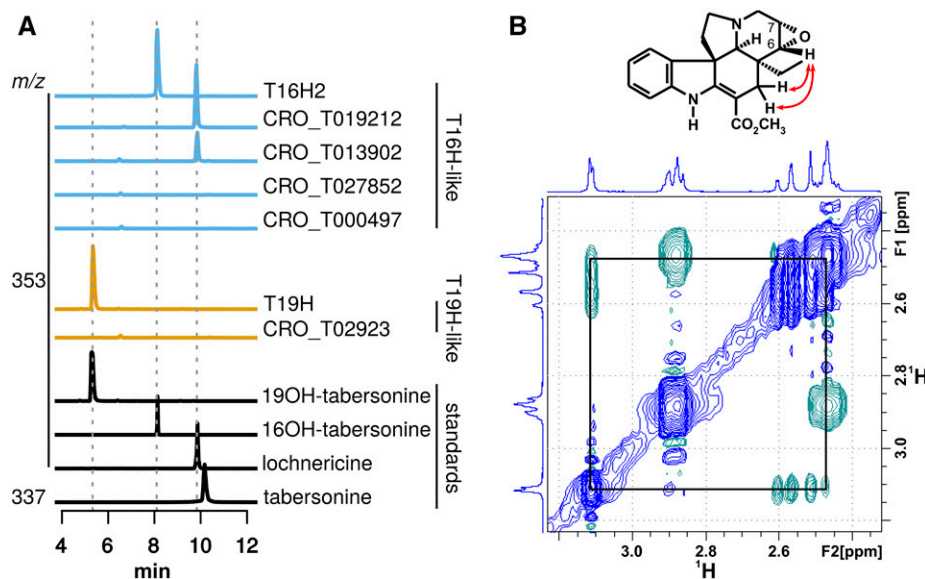 A
m/z
T16H2
CRO_T019212
CRO_T013902
CRO_T027852
CRO_T000497
T16H-like
353
T19H
CRO_T02923
T19H-like
19OH-tabersonine
16OH-tabersonine
lochnericine
337
tabersonine
standards
4 6 8 10 12
min
B
N
7
O
6
H
H
H
H
N
H
CO₂CH₃
F1 [ppm]
2.6
2.8
¹H
3.0
3.0 2.8 2.6 F2[ppm]
¹H